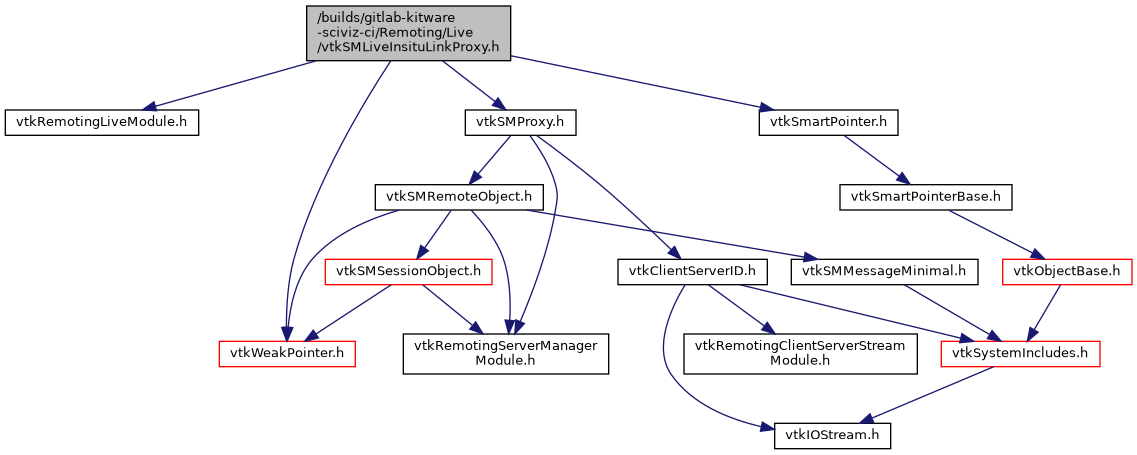 /builds/gitlab-kitware
-sciviz-ci/Remoting/Live
/vtkSMLiveInsituLinkProxy.h
vtkRemotingLiveModule.h
vtkSMProxy.h
vtkSmartPointer.h
vtkSMRemoteObject.h
vtkSmartPointerBase.h
vtkSMSessionObject.h
vtkClientServerID.h
vtkSMMessageMinimal.h
vtkObjectBase.h
vtkWeakPointer.h
vtkRemotingServerManager
Module.h
vtkRemotingClientServerStream
Module.h
vtkSystemIncludes.h
vtkIOStream.h